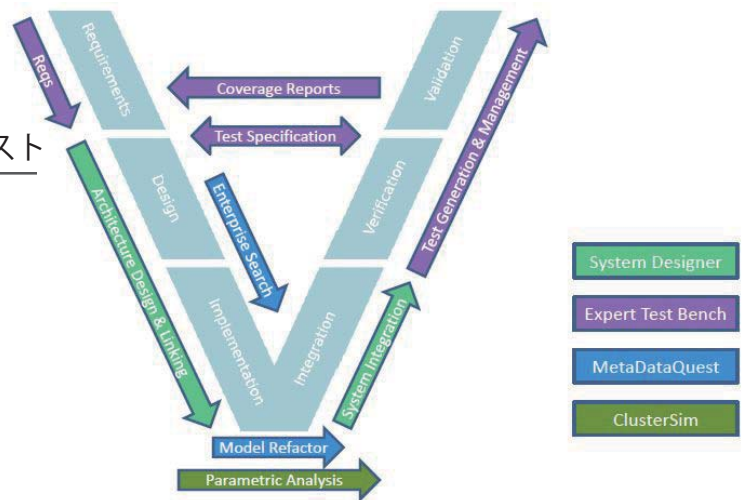 Reqs
Requirements
Validation
Coverage Reports
Test Specification
スト
Design
Verification
Test Generation & Management
Architecture Design & Linking
Enterprise Search
Implementation
Integration
System Integration
Model Refactor
Parametric Analysis
System Designer
Expert Test Bench
MetaDataQuest
ClusterSim